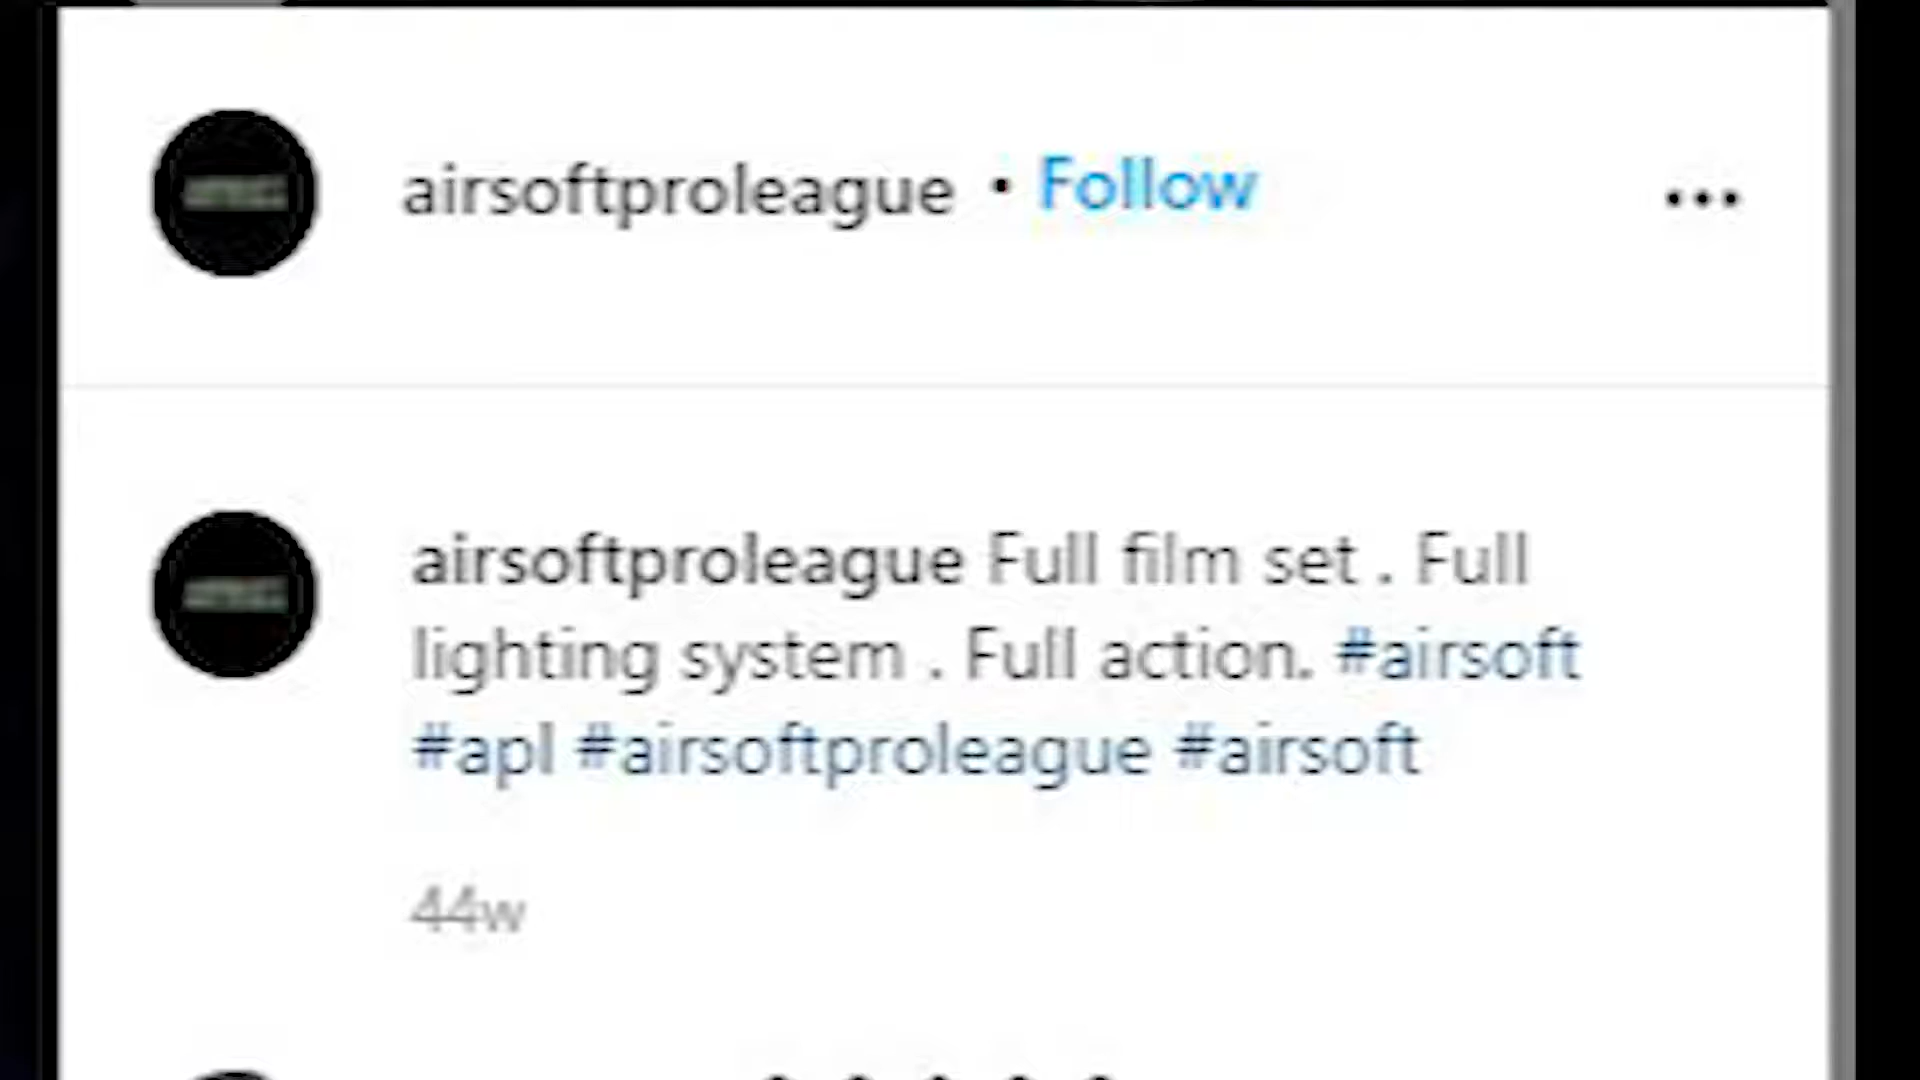 airsoftproleague • Follow
airsoftproleague Full film set . Full
lighting system . Full action. #airsoft
#apl #airsoftproleague #airsoft
44w